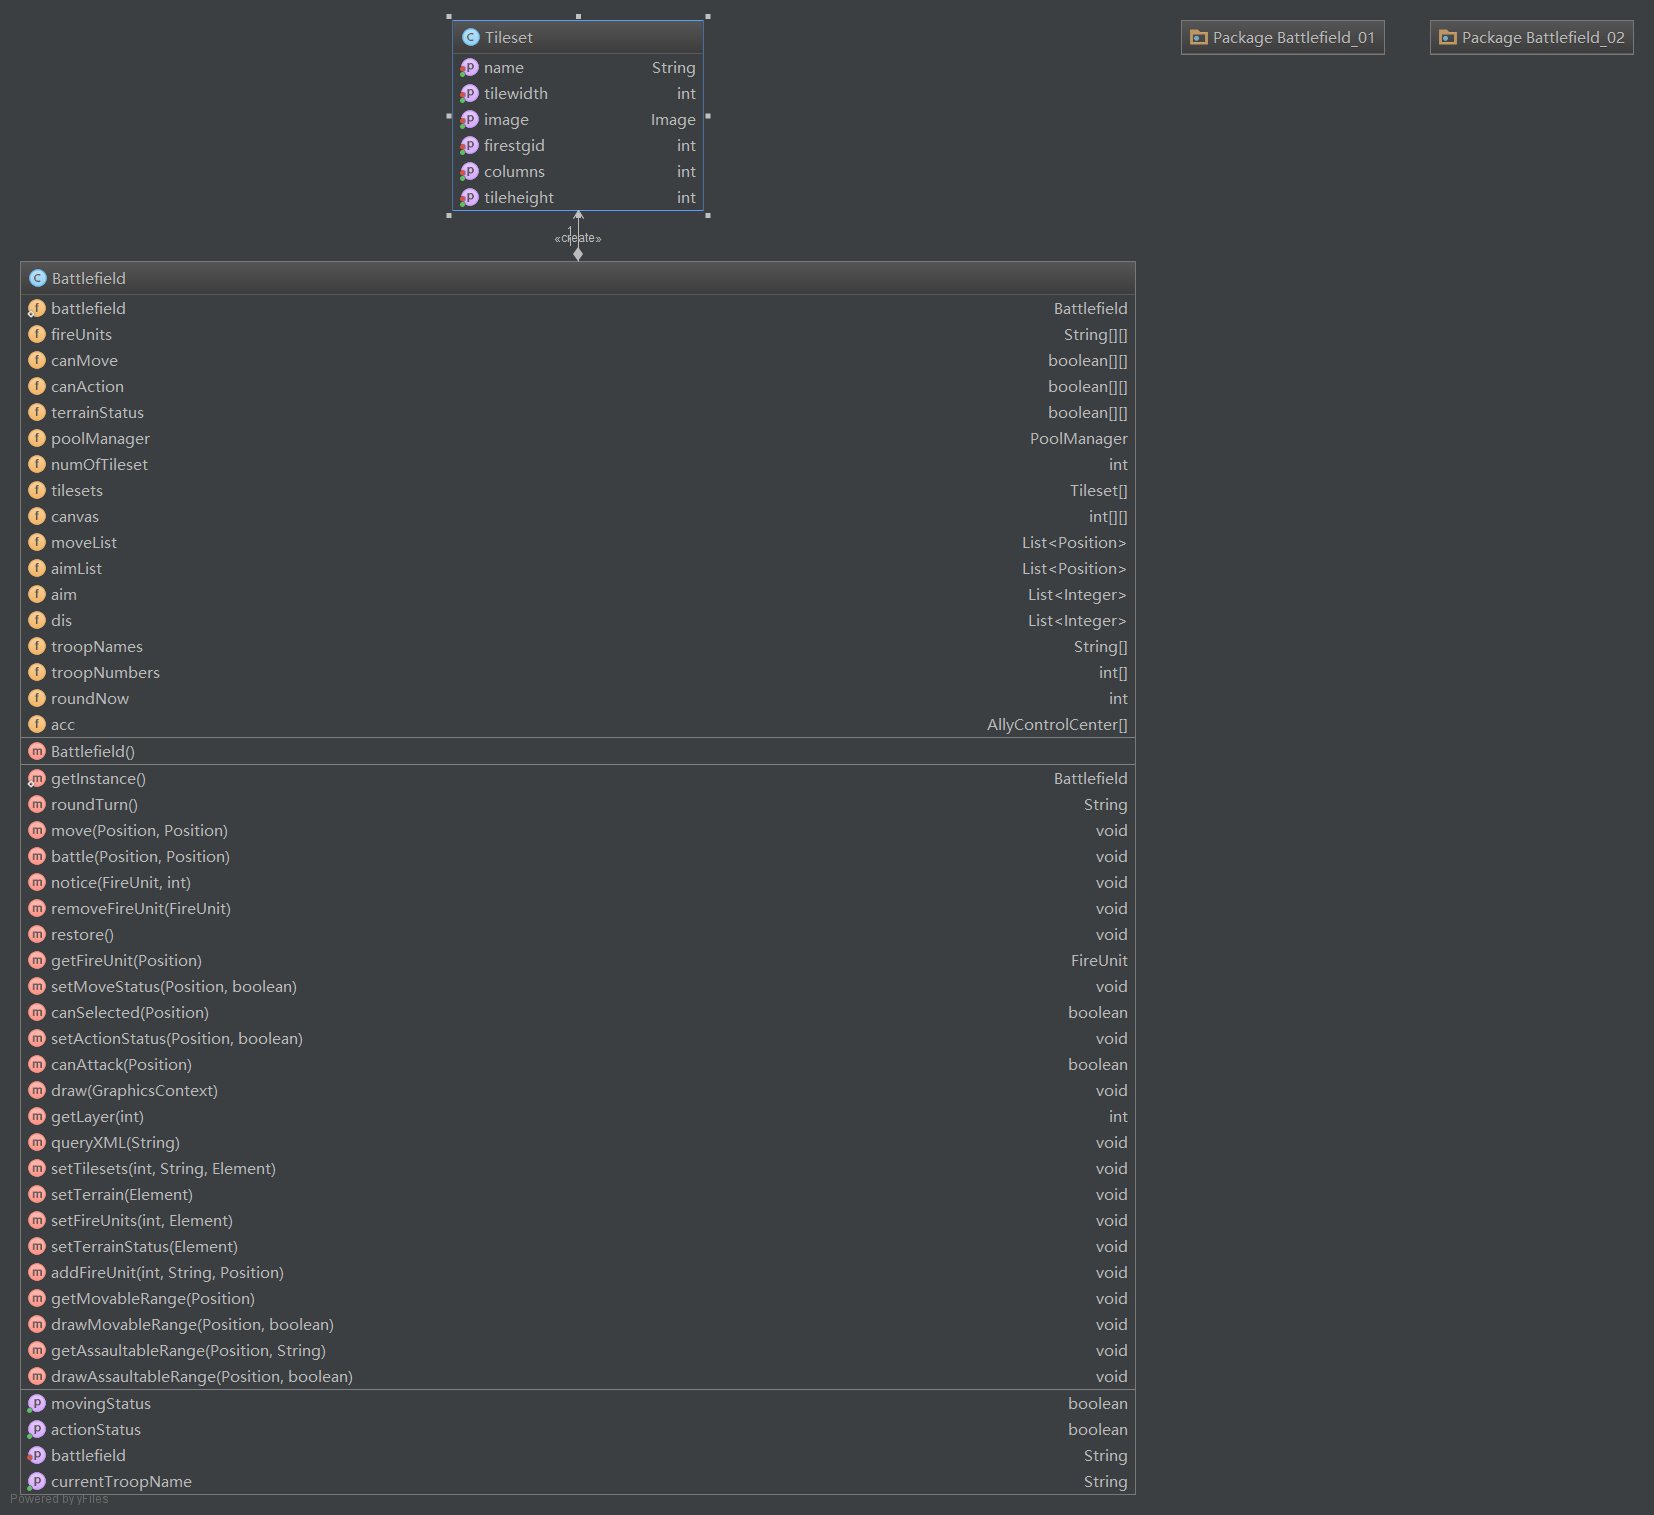 Tileset
name String
tilewidth int
image Image
firestgid int
columns int
tileheight int
Package Battlefield_01
Package Battlefield_02
1
«create»
Battlefield
battlefield Battlefield
fireUnits String[][]
canMove boolean[][]
canAction boolean[][]
terrainStatus boolean[][]
poolManager PoolManager
numOfTileset int
tilesets Tileset[]
canvas int[][]
moveList List<Position>
aimList List<Position>
aim List<Integer>
dis List<Integer>
troopNames String[]
troopNumbers int[]
roundNow int
acc AllyControlCenter[]
Battlefield()
getInstance() Battlefield
roundTurn() String
move(Position, Position) void
battle(Position, Position) void
notice(FireUnit, int) void
removeFireUnit(FireUnit) void
restore() void
getFireUnit(Position) FireUnit
setMoveStatus(Position, boolean) void
canSelected(Position) boolean
setActionStatus(Position, boolean) void
canAttack(Position) boolean
draw(GraphicsContext) void
getLayer(int) int
queryXML(String) void
setTilesets(int, String, Element) void
setTerrain(Element) void
setFireUnits(int, Element) void
setTerrainStatus(Element) void
addFireUnit(int, String, Position) void
getMovableRange(Position) void
drawMovableRange(Position, boolean) void
getAssaultableRange(Position, String) void
drawAssaultableRange(Position, boolean) void
movingStatus boolean
actionStatus boolean
battlefield String
currentTroopName String
Powered by yFiles